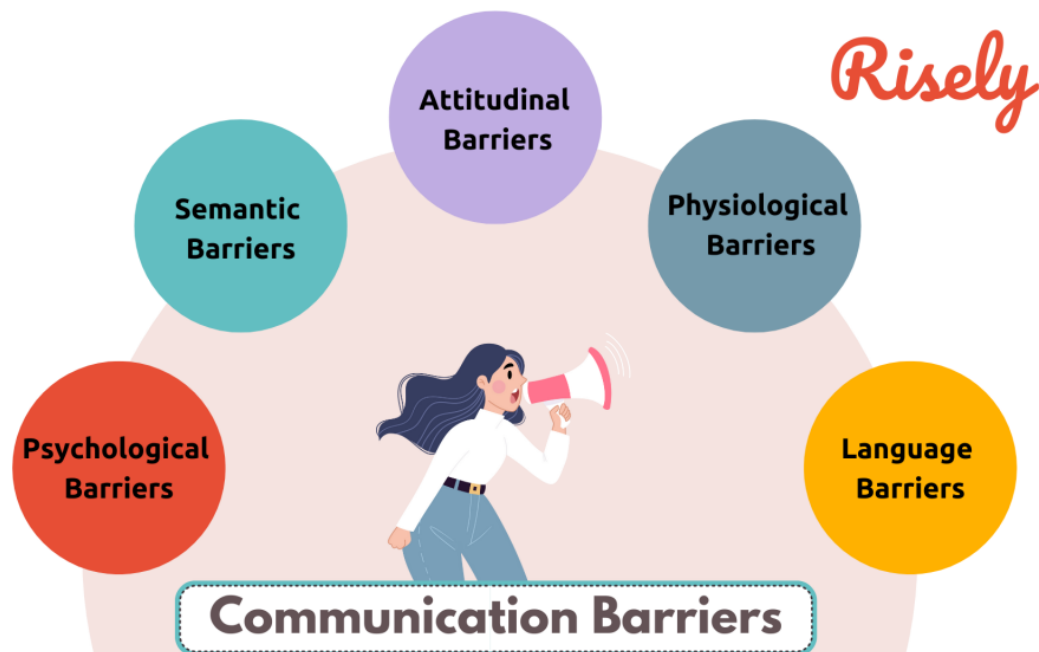 Risely
Attitudinal
Barriers
Semantic
Barriers
Physiological
Barriers
Psychological
Barriers
Language
Barriers
Communication Barriers